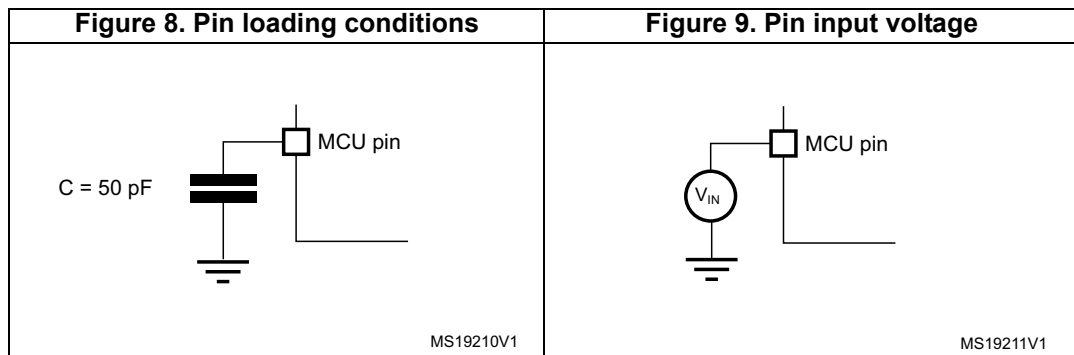 Figure 8. Pin loading conditions
MCU pin
C = 50 pF
MS19210V1
Figure 9. Pin input voltage
MCU pin
VIN
MS19211V1